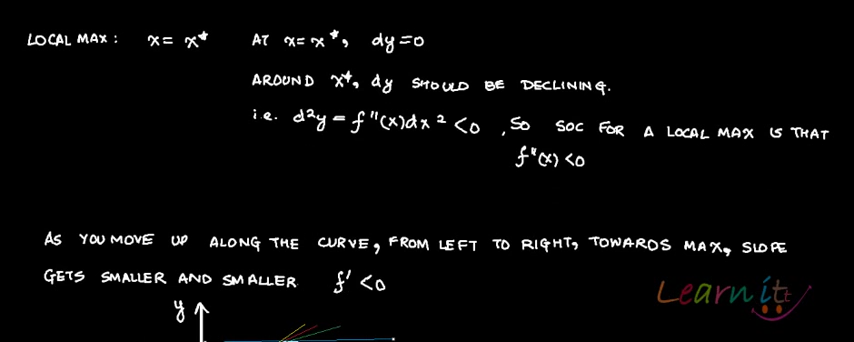 LOCAL MAX: x = x* AT x = x*, dy = 0
AROUND x*, dy SHOULD BE DECLINING.
i.e. d²y = f"(x)dx² < 0, SO SOC FOR A LOCAL MAX IS THAT
f"(x) < 0
AS YOU MOVE UP ALONG THE CURVE, FROM LEFT TO RIGHT, TOWARDS MAX, SLOPE
GETS SMALLER AND SMALLER f' < 0
Learnitt
y